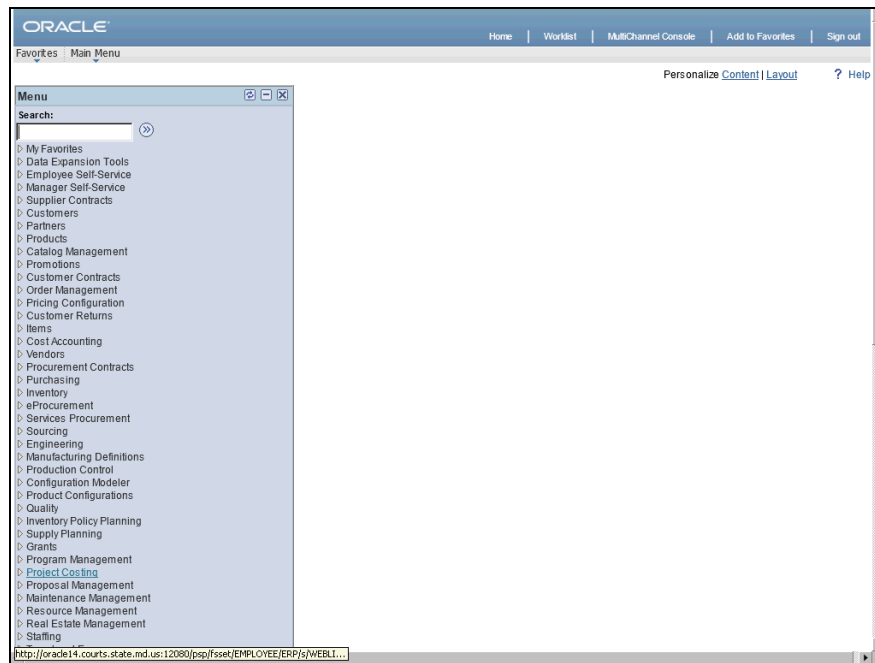 ORACLE
Home | Worklist | MultiChannel Console | Add to Favorites | Sign out
Favorites Main Menu
Personalize Content | Layout ? Help
Menu
Search:
My Favorites
Data Expansion Tools
Employee Self-Service
Manager Self-Service
Supplier Contracts
Customers
Partners
Products
Catalog Management
Promotions
Customer Contracts
Order Management
Pricing Configuration
Customer Returns
Items
Cost Accounting
Vendors
Procurement Contracts
Purchasing
Inventory
eProcurement
Services Procurement
Sourcing
Engineering
Manufacturing Definitions
Production Control
Configuration Modeler
Product Configurations
Quality
Inventory Policy Planning
Supply Planning
Grants
Program Management
Project Costing
Proposal Management
Maintenance Management
Resource Management
Real Estate Management
Staffing
http://oracle14.courts.state.md.us:12080/psp/fsset/EMPLOYEE/ERP/s/WEBLI...